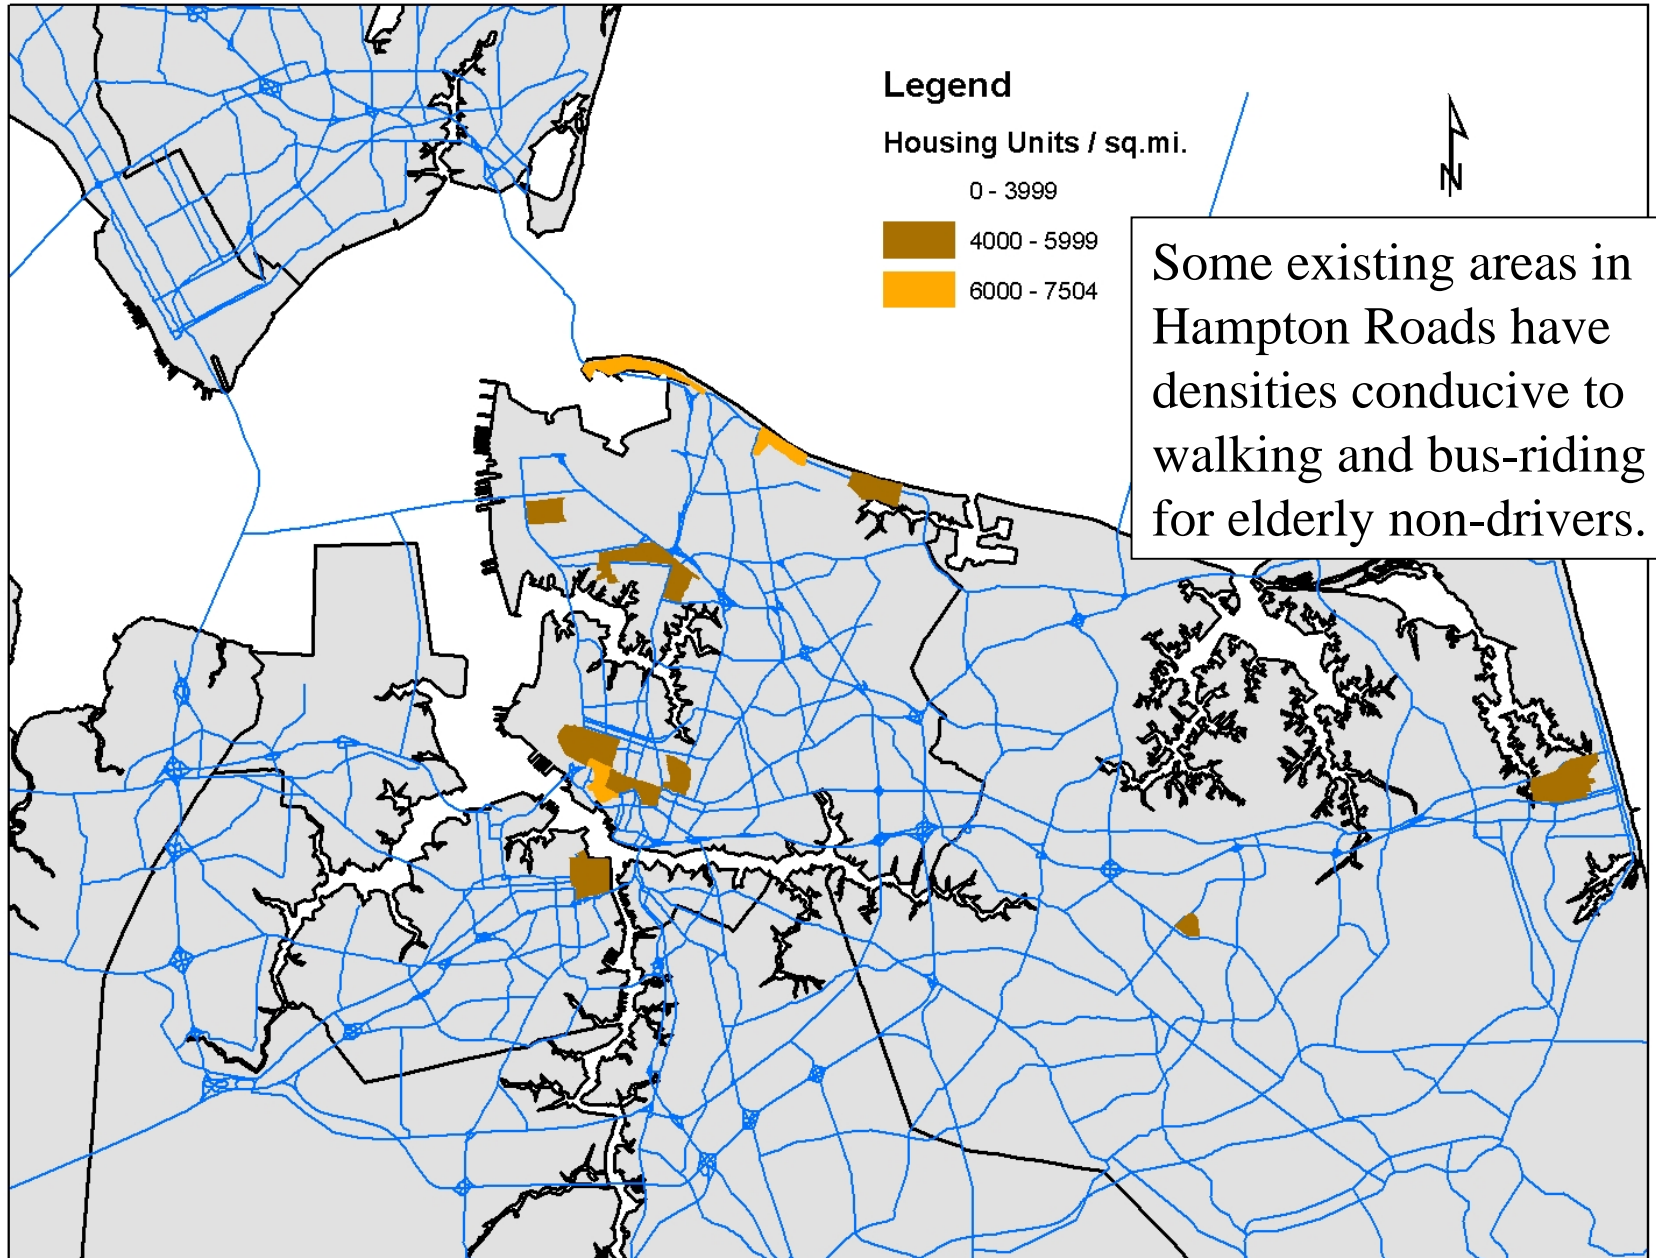 Legend
Housing Units / sq.mi.
0 - 3999
4000 - 5999
6000 - 7504
N
Some existing areas in
Hampton Roads have
densities conducive to
walking and bus-riding
for elderly non-drivers.